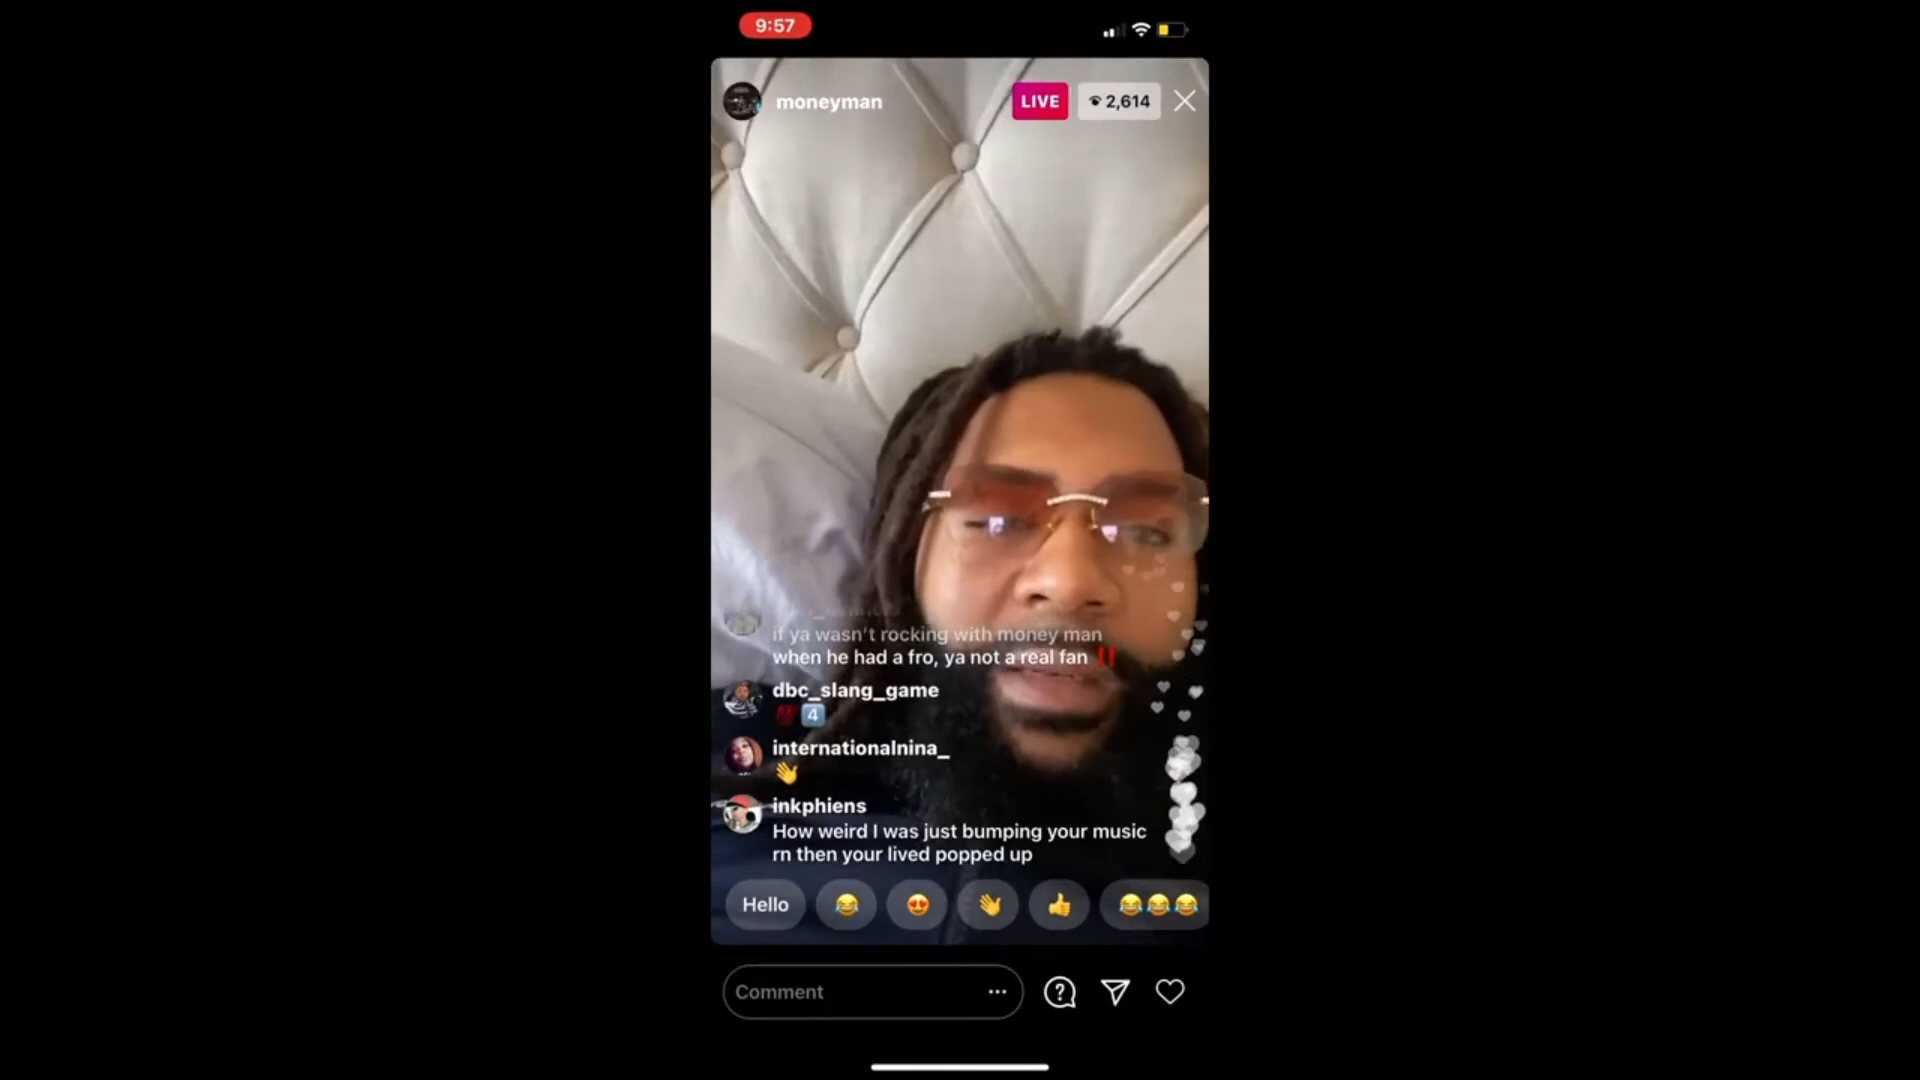 9:57
moneyman
LIVE
2,614
if ya wasn't rocking with money man
when he had a fro, ya not a real fan ‼️
dbc_slang_game
💯4️⃣
internationalnina_
👋
inkphiens
How weird I was just bumping your music
rn then your lived popped up
Hello 😂 😍 👋 👍 😂😂😂
Comment ...